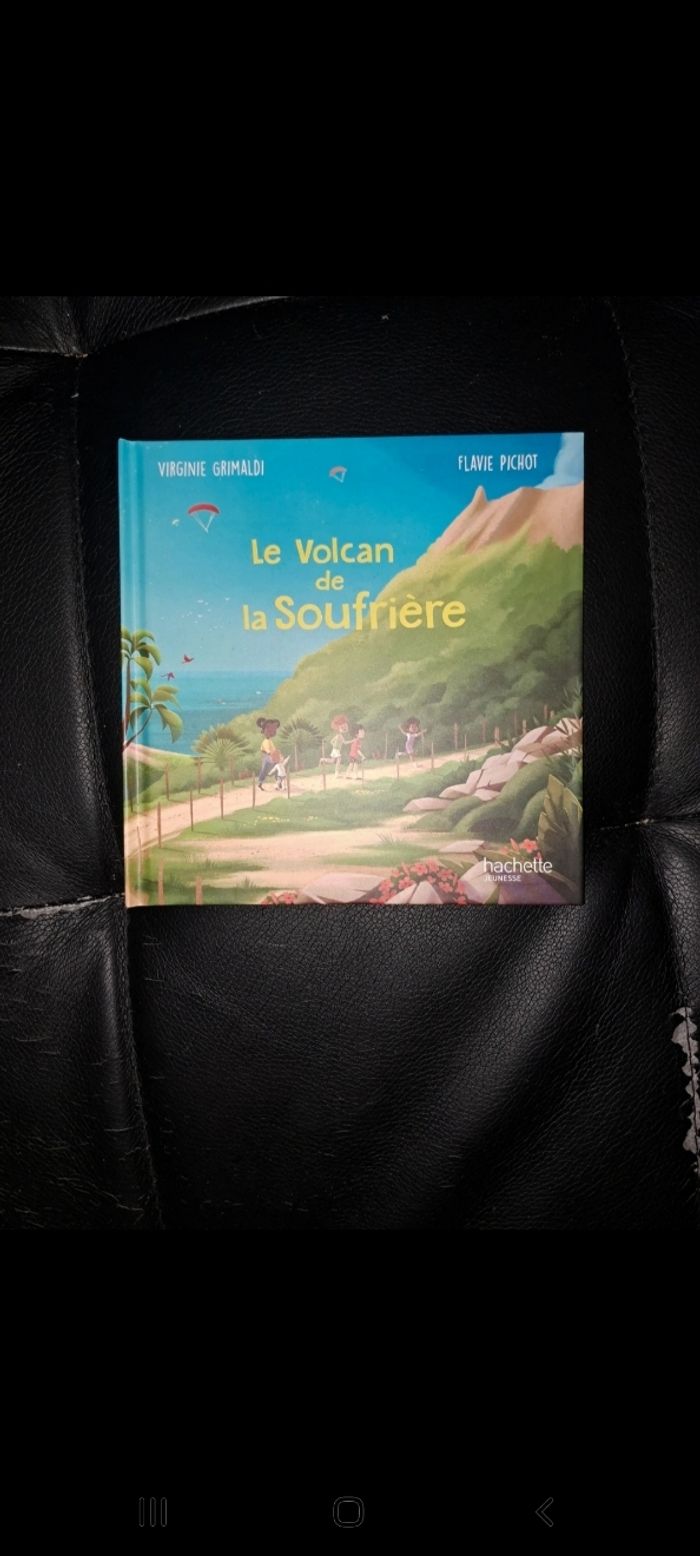 VIRGINIE GRIMALDI
FLAVIE PICHOT
Le Volcan
de
la Soufrière
hachette
JEUNESSE